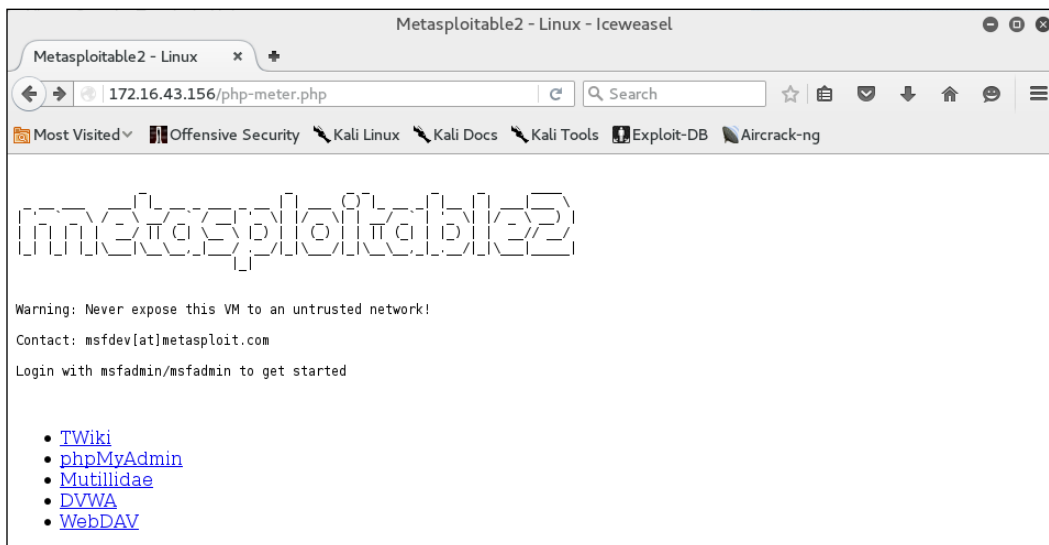 Metasploitable2 - Linux - Iceweasel
Metasploitable2 - Linux
172.16.43.156/php-meter.php
Search
Most Visited Offensive Security Kali Linux Kali Docs Kali Tools Exploit-DB Aircrack-ng
metasploitable2
Warning: Never expose this VM to an untrusted network!
Contact: msfdev[at]metasploit.com
Login with msfadmin/msfadmin to get started
TWiki
phpMyAdmin
Mutillidae
DVWA
WebDAV